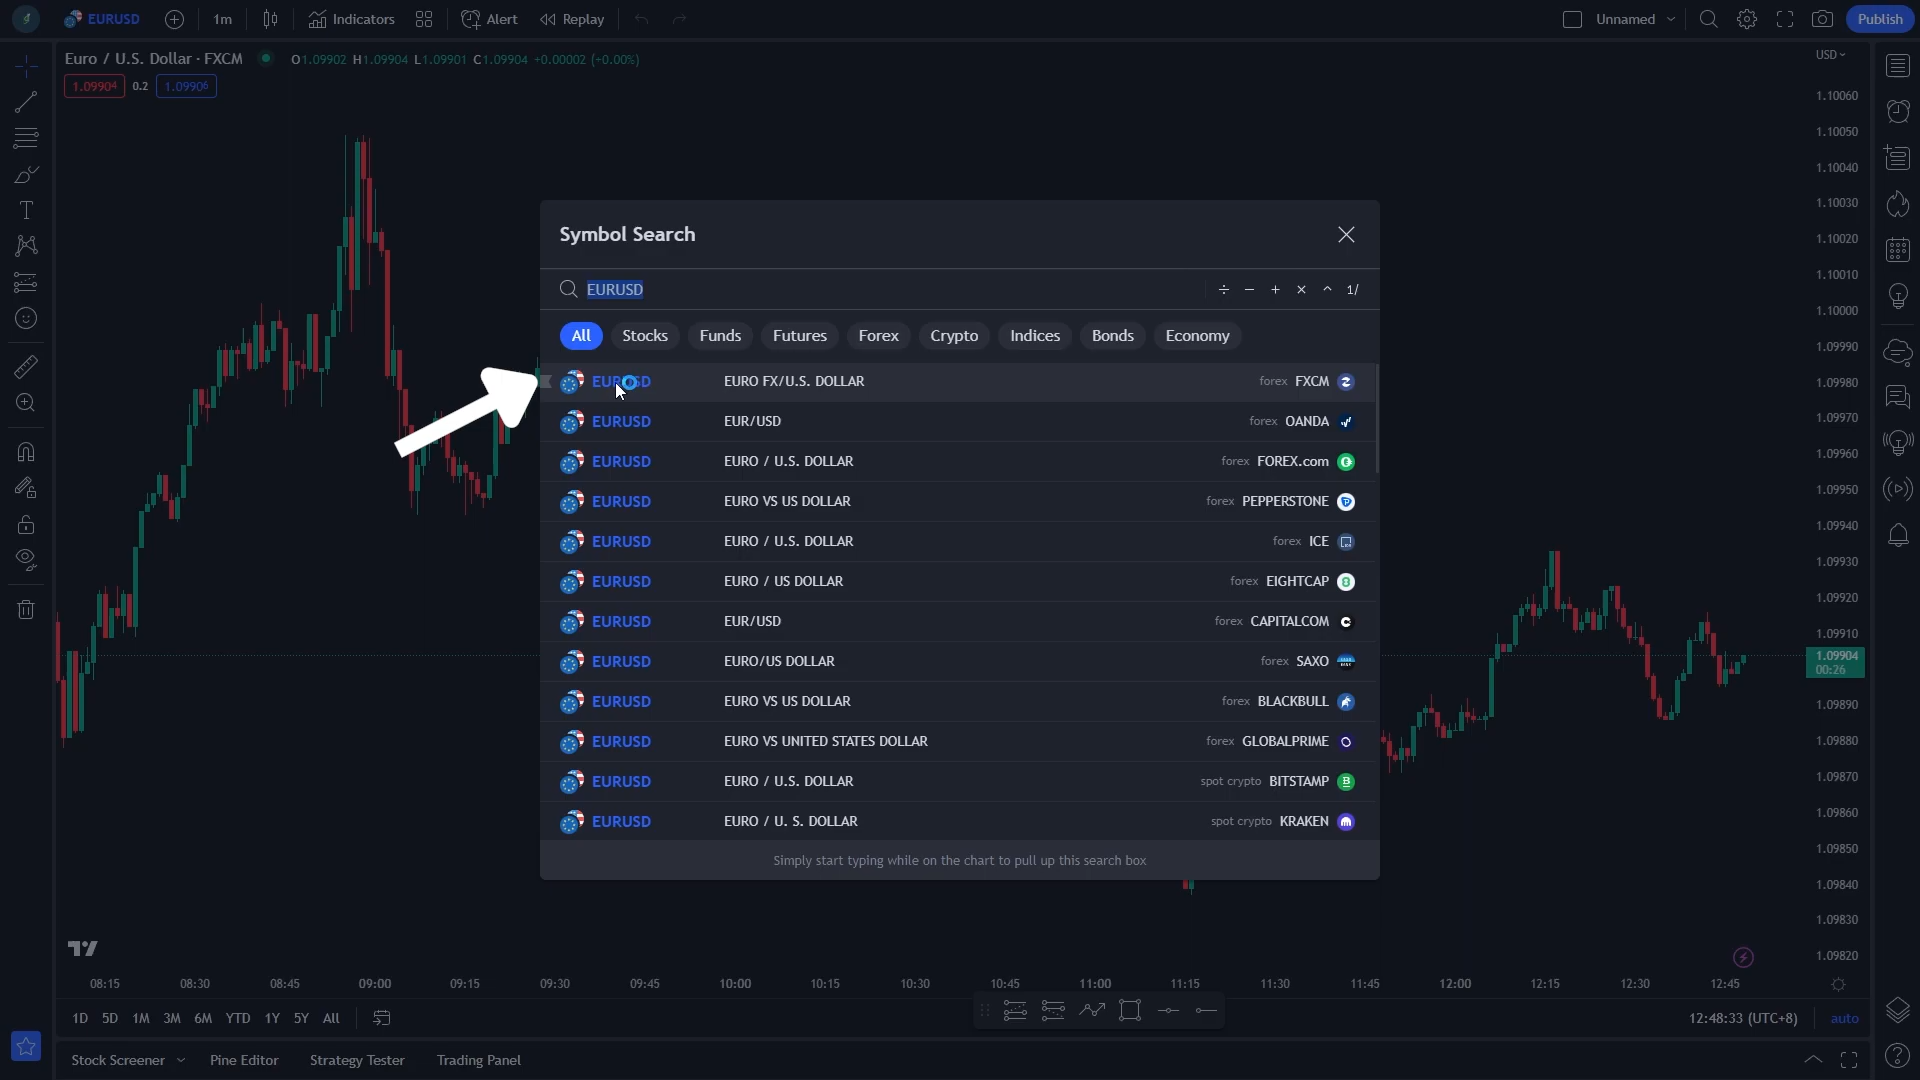 EURUSD 1m Indicators Alert Replay Unnamed Publish
Euro / U.S. Dollar · FXCM O1.09902 H1.09904 L1.09901 C1.09904 +0.00002 (+0.00%) USD
1.09904 0.2 1.09906
1.10060
1.10050
1.10040
1.10030
1.10020
1.10010
1.10000
1.09990
1.09980
1.09970
1.09960
1.09950
1.09940
1.09930
1.09920
1.09910
1.09904
00:26
1.09890
1.09880
1.09870
1.09860
1.09850
1.09840
1.09830
1.09820
Symbol Search
EURUSD ÷ − + × ^ 1/
All Stocks Funds Futures Forex Crypto Indices Bonds Economy
EURUSD EURO FX/U.S. DOLLAR forex FXCM
EURUSD EUR/USD forex OANDA
EURUSD EURO / U.S. DOLLAR forex FOREX.com
EURUSD EURO VS US DOLLAR forex PEPPERSTONE
EURUSD EURO / U.S. DOLLAR forex ICE
EURUSD EURO / US DOLLAR forex EIGHTCAP
EURUSD EUR/USD forex CAPITALCOM
EURUSD EURO/US DOLLAR forex SAXO
EURUSD EURO VS US DOLLAR forex BLACKBULL
EURUSD EURO VS UNITED STATES DOLLAR forex GLOBALPRIME
EURUSD EURO / U.S. DOLLAR spot crypto BITSTAMP
EURUSD EURO / U. S. DOLLAR spot crypto KRAKEN
Simply start typing while on the chart to pull up this search box
08:15 08:30 08:45 09:00 09:15 09:30 09:45 10:00 10:15 10:30 10:45 11:00 11:15 11:30 11:45 12:00 12:15 12:30 12:45
1D 5D 1M 3M 6M YTD 1Y 5Y All 12:48:33 (UTC+8) auto
Stock Screener Pine Editor Strategy Tester Trading Panel